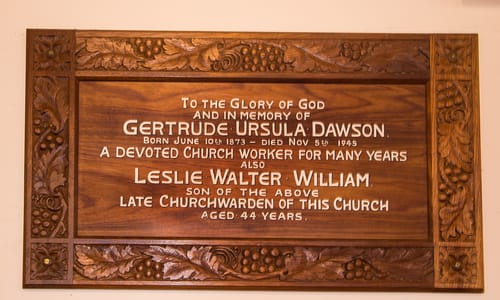 To the Glory of God
and in memory of
Gertrude Ursula Dawson.
Born June 10th 1873 – Died Nov 5th 1945
A devoted Church worker for many years
also
Leslie Walter William
son of the above
late Churchwarden of this Church
aged 44 years.